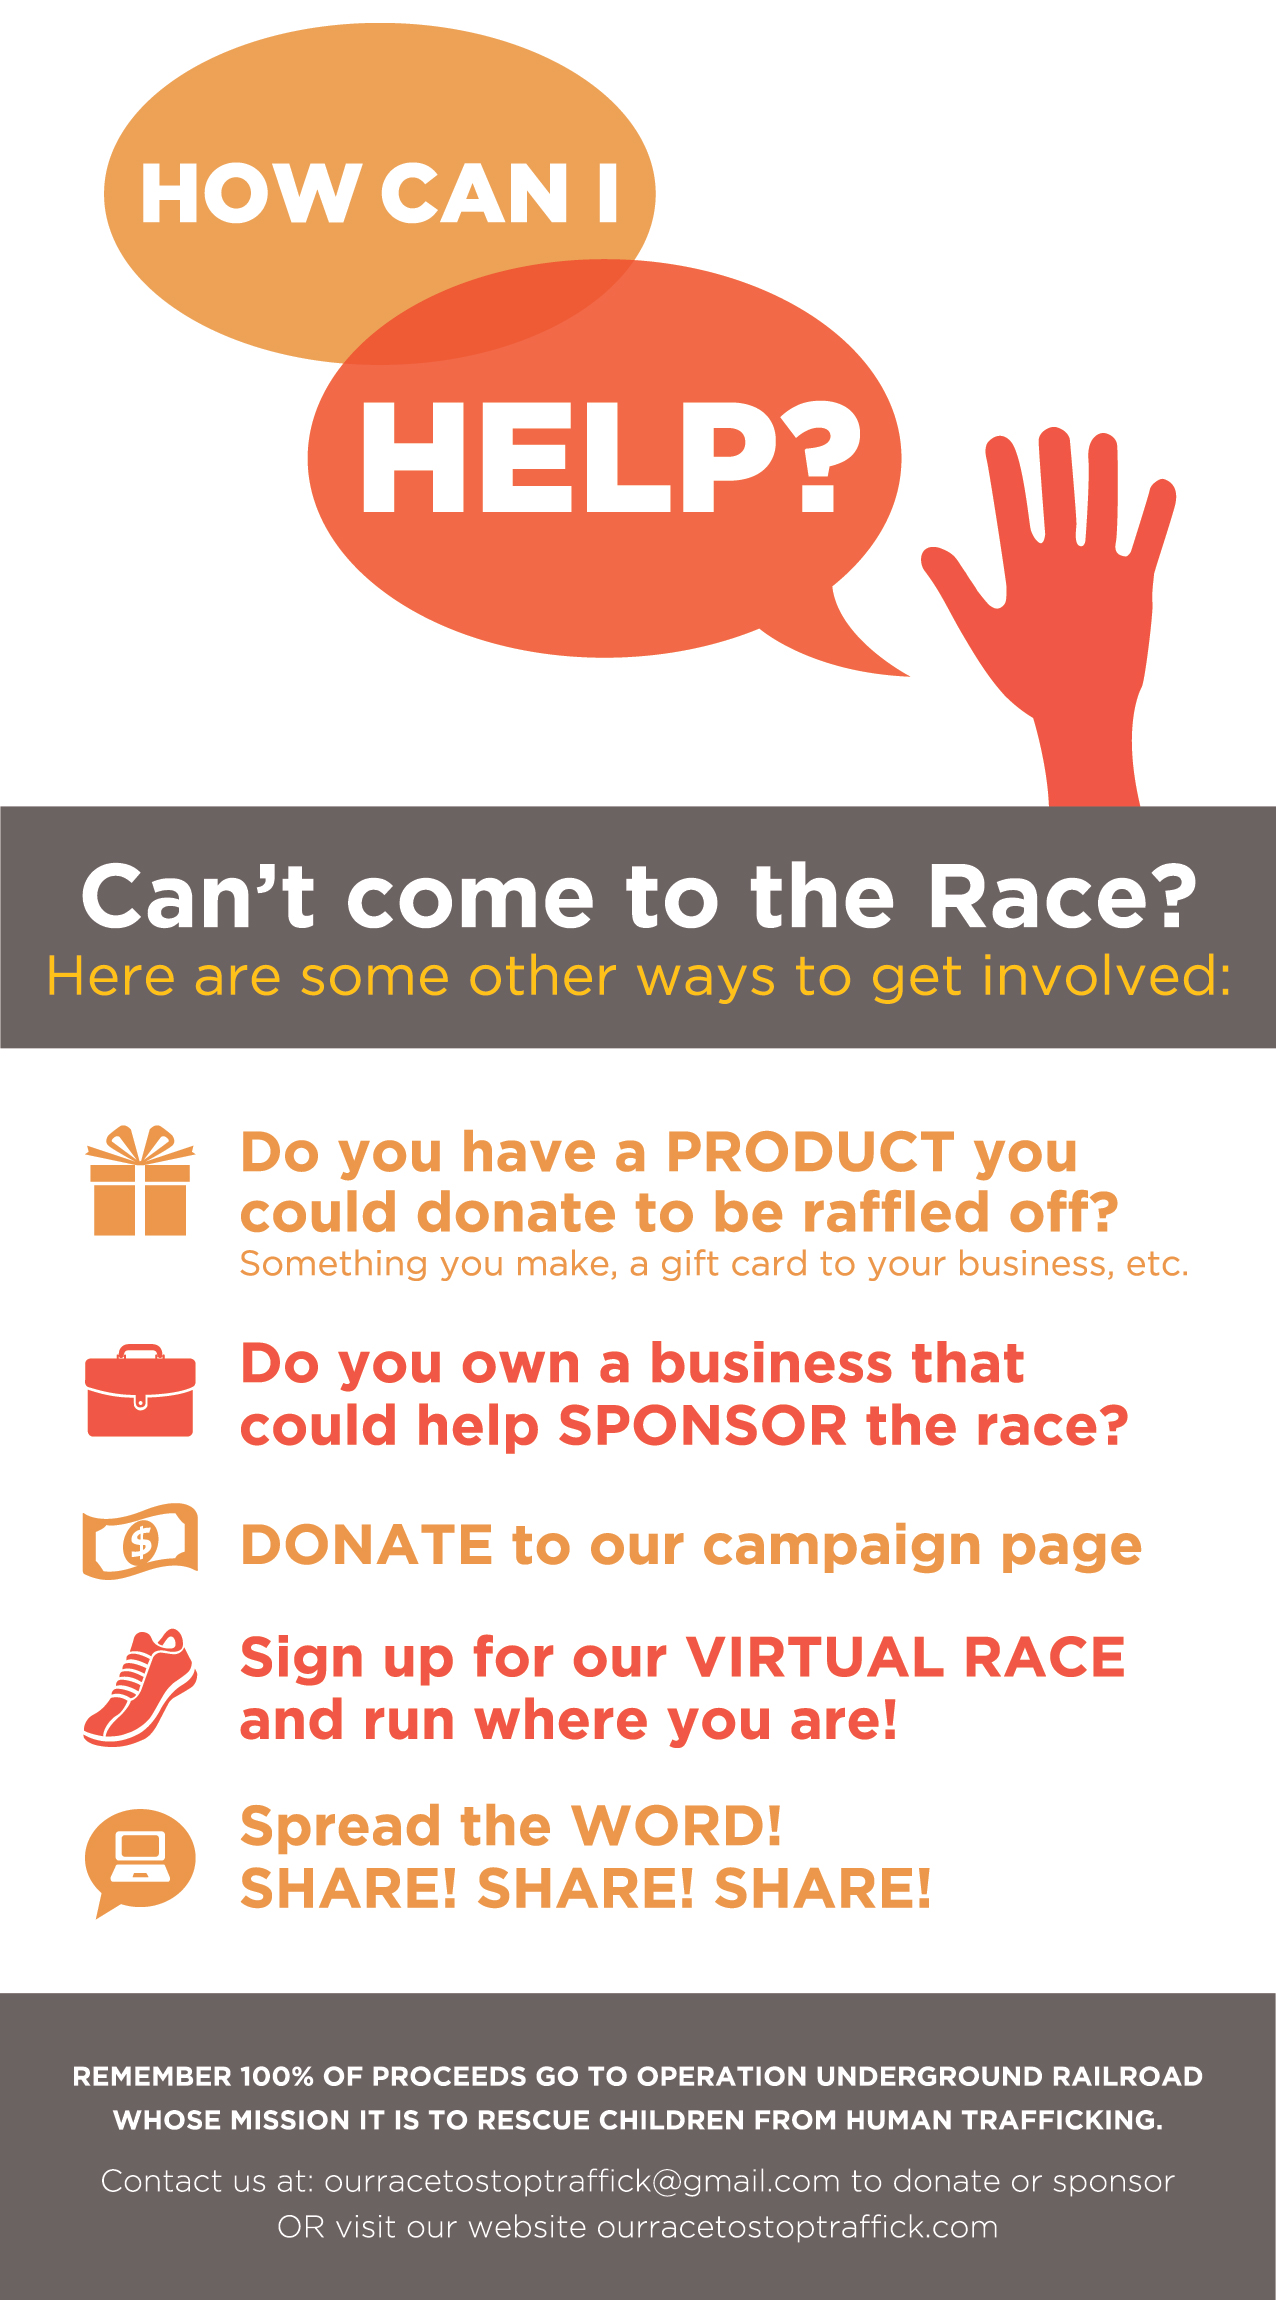 HOW CAN I
HELP?
Can’t come to the Race?
Here are some other ways to get involved:
Do you have a PRODUCT you
could donate to be raffled off?
Something you make, a gift card to your business, etc.
Do you own a business that
could help SPONSOR the race?
$
DONATE to our campaign page
Sign up for our VIRTUAL RACE
and run where you are!
Spread the WORD!
SHARE! SHARE! SHARE!
REMEMBER 100% OF PROCEEDS GO TO OPERATION UNDERGROUND RAILROAD
WHOSE MISSION IT IS TO RESCUE CHILDREN FROM HUMAN TRAFFICKING.
Contact us at: ourracetostoptraffick@gmail.com to donate or sponsor
OR visit our website ourracetostoptraffick.com